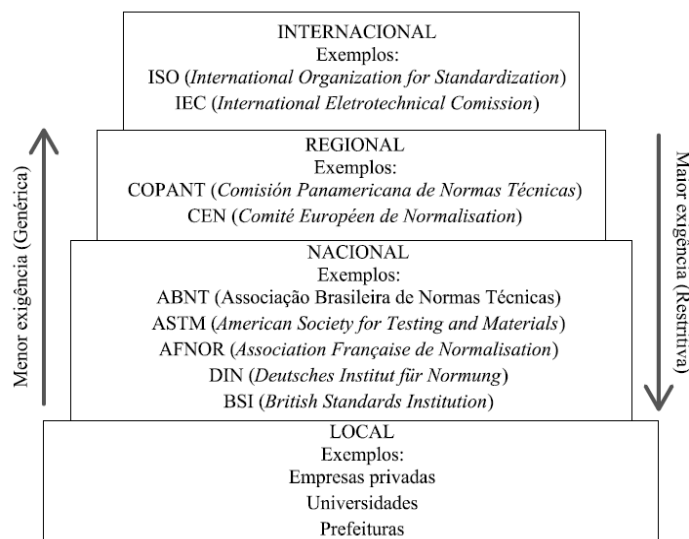 INTERNACIONAL
Exemplos:
ISO (International Organization for Standardization)
IEC (International Eletrotechnical Comission)
REGIONAL
Exemplos:
COPANT (Comisión Panamericana de Normas Técnicas)
CEN (Comité Européen de Normalisation)
NACIONAL
Exemplos:
ABNT (Associação Brasileira de Normas Técnicas)
ASTM (American Society for Testing and Materials)
AFNOR (Association Française de Normalisation)
DIN (Deutsches Institut für Normung)
BSI (British Standards Institution)
LOCAL
Exemplos:
Empresas privadas
Universidades
Prefeituras
Menor exigência (Genérica)
Maior exigência (Restritiva)